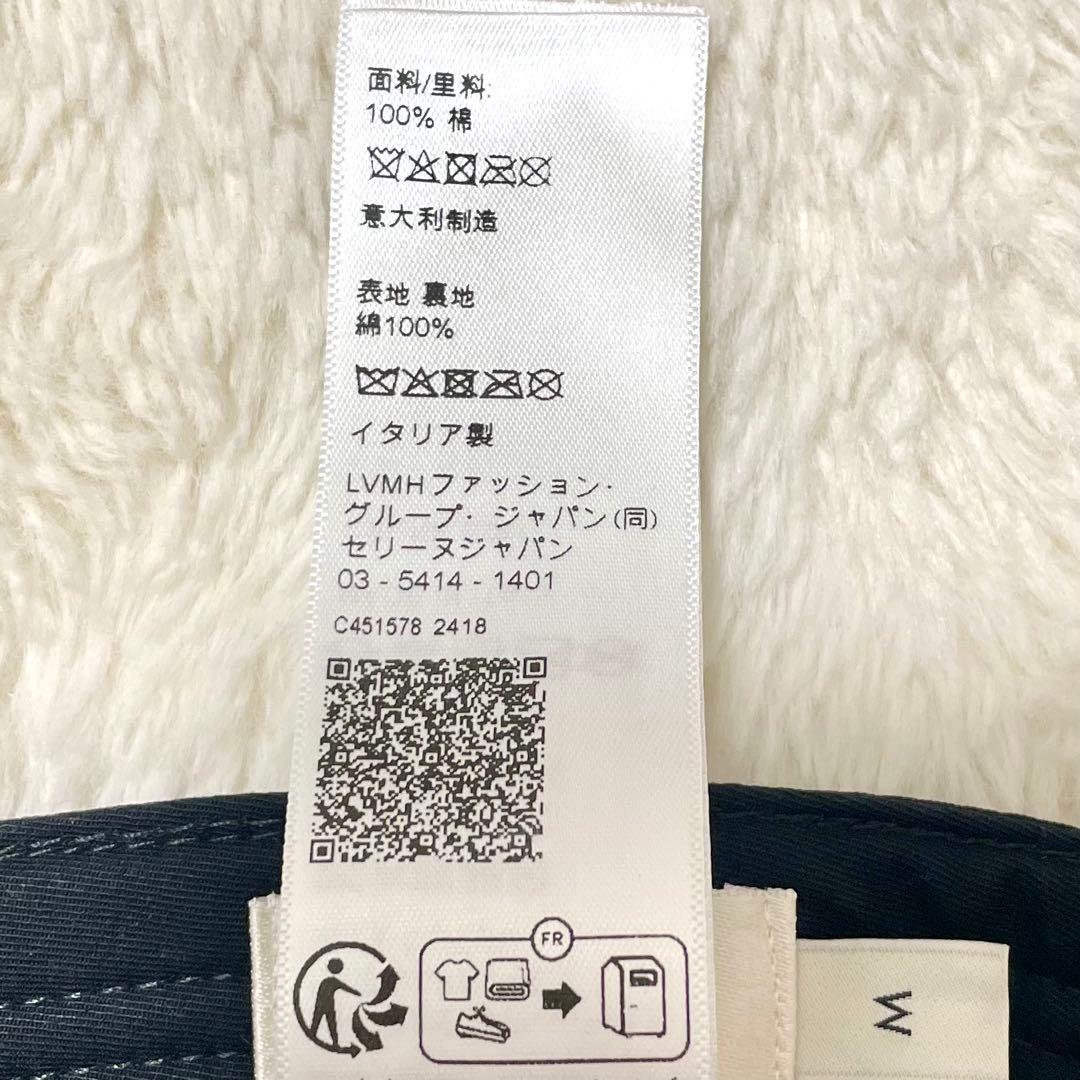 面料/里料:
100% 棉
意大利制造
表地 裏地
綿100%
イタリア製
LVMHファッション・
グループ・ジャパン(同)
セリーヌジャパン
03 - 5414 - 1401
C451578 2418
FR
M